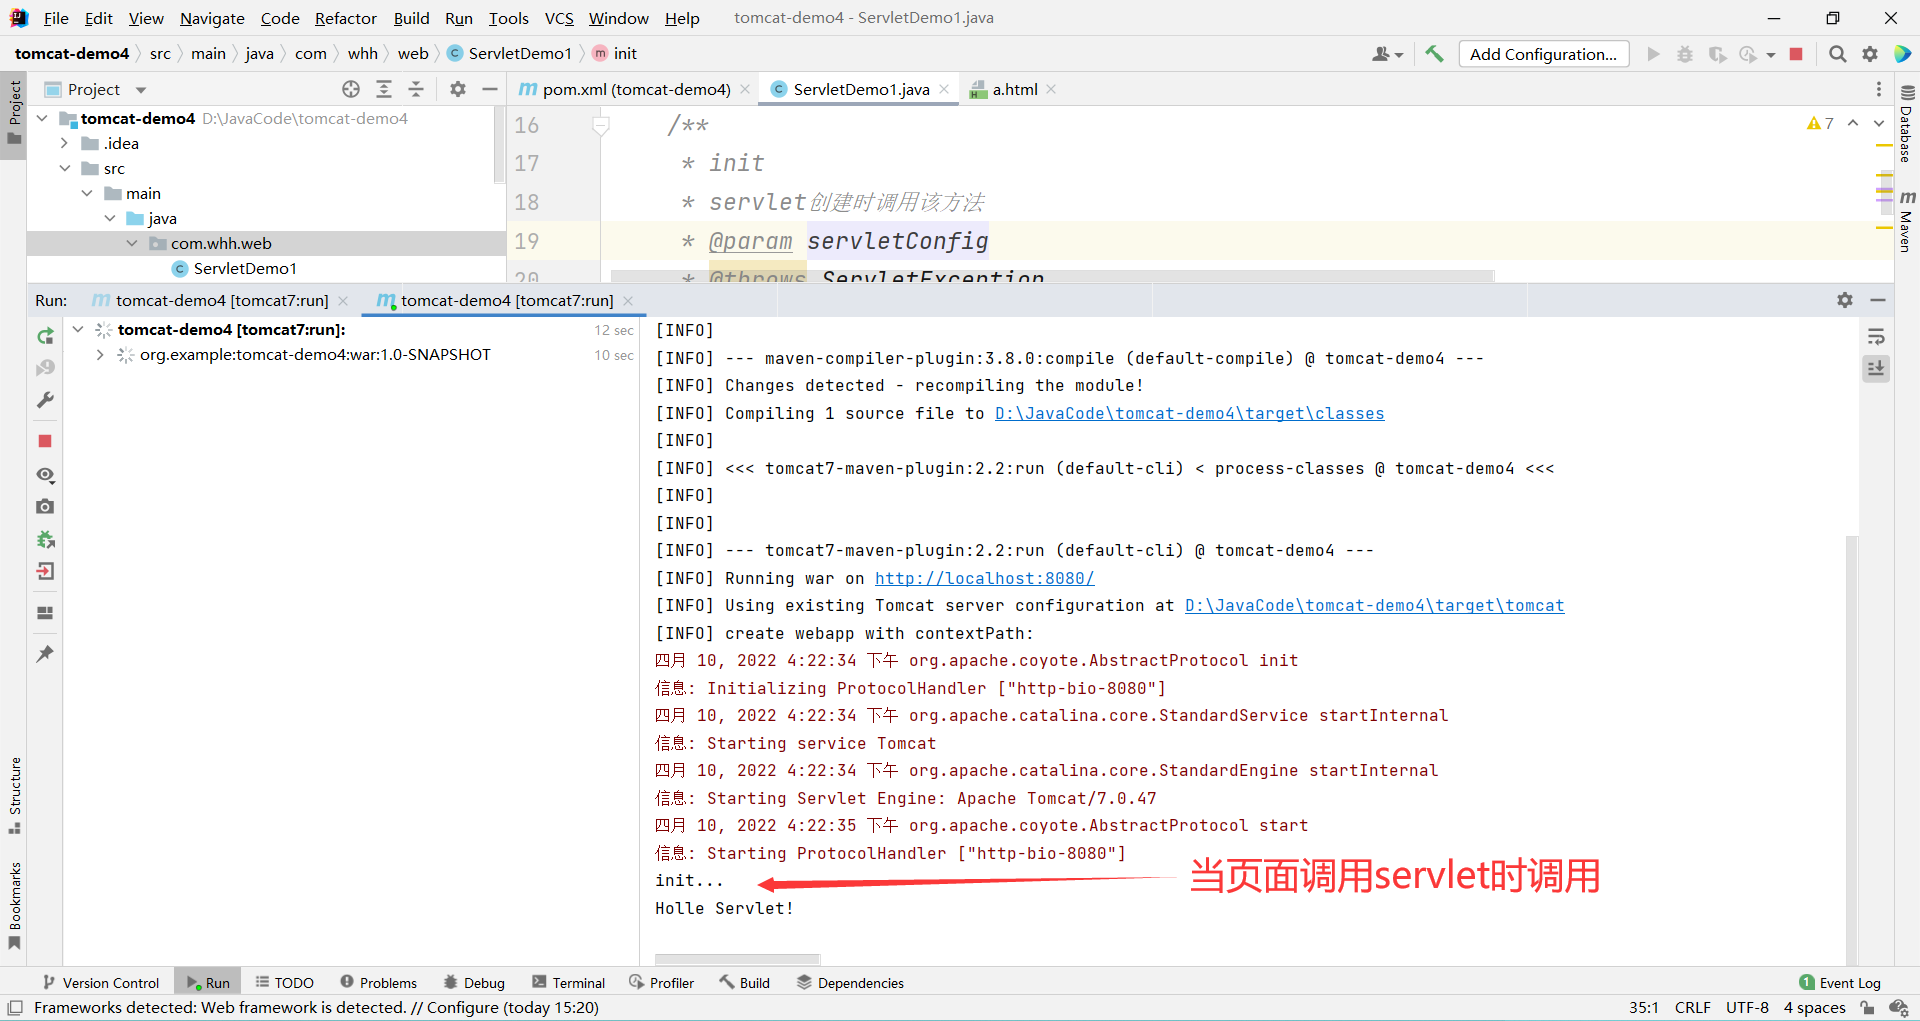 File Edit View Navigate Code Refactor Build Run Tools VCS Window Help tomcat-demo4 - ServletDemo1.java
tomcat-demo4 src main java com whh web ServletDemo1 init Add Configuration...
Project
pom.xml (tomcat-demo4) ServletDemo1.java a.html
tomcat-demo4 D:\JavaCode\tomcat-demo4
.idea
src
main
java
com.whh.web
ServletDemo1
16 /**
17 * init
18 * servlet创建时调用该方法
19 * @param servletConfig
20 * @throws ServletException
7
Project
Structure
Bookmarks
Database
Maven
Run: tomcat-demo4 [tomcat7:run] tomcat-demo4 [tomcat7:run]
tomcat-demo4 [tomcat7:run]: 12 sec
org.example:tomcat-demo4:war:1.0-SNAPSHOT 10 sec
[INFO]
[INFO] --- maven-compiler-plugin:3.8.0:compile (default-compile) @ tomcat-demo4 ---
[INFO] Changes detected - recompiling the module!
[INFO] Compiling 1 source file to D:\JavaCode\tomcat-demo4\target\classes
[INFO]
[INFO] <<< tomcat7-maven-plugin:2.2:run (default-cli) < process-classes @ tomcat-demo4 <<<
[INFO]
[INFO]
[INFO] --- tomcat7-maven-plugin:2.2:run (default-cli) @ tomcat-demo4 ---
[INFO] Running war on http://localhost:8080/
[INFO] Using existing Tomcat server configuration at D:\JavaCode\tomcat-demo4\target\tomcat
[INFO] create webapp with contextPath:
四月 10, 2022 4:22:34 下午 org.apache.coyote.AbstractProtocol init
信息: Initializing ProtocolHandler ["http-bio-8080"]
四月 10, 2022 4:22:34 下午 org.apache.catalina.core.StandardService startInternal
信息: Starting service Tomcat
四月 10, 2022 4:22:34 下午 org.apache.catalina.core.StandardEngine startInternal
信息: Starting Servlet Engine: Apache Tomcat/7.0.47
四月 10, 2022 4:22:35 下午 org.apache.coyote.AbstractProtocol start
信息: Starting ProtocolHandler ["http-bio-8080"]
init...
当页面调用servlet时调用
Holle Servlet!
Version Control Run TODO Problems Debug Terminal Profiler Build Dependencies 1 Event Log
Frameworks detected: Web framework is detected. // Configure (today 15:20) 35:1 CRLF UTF-8 4 spaces